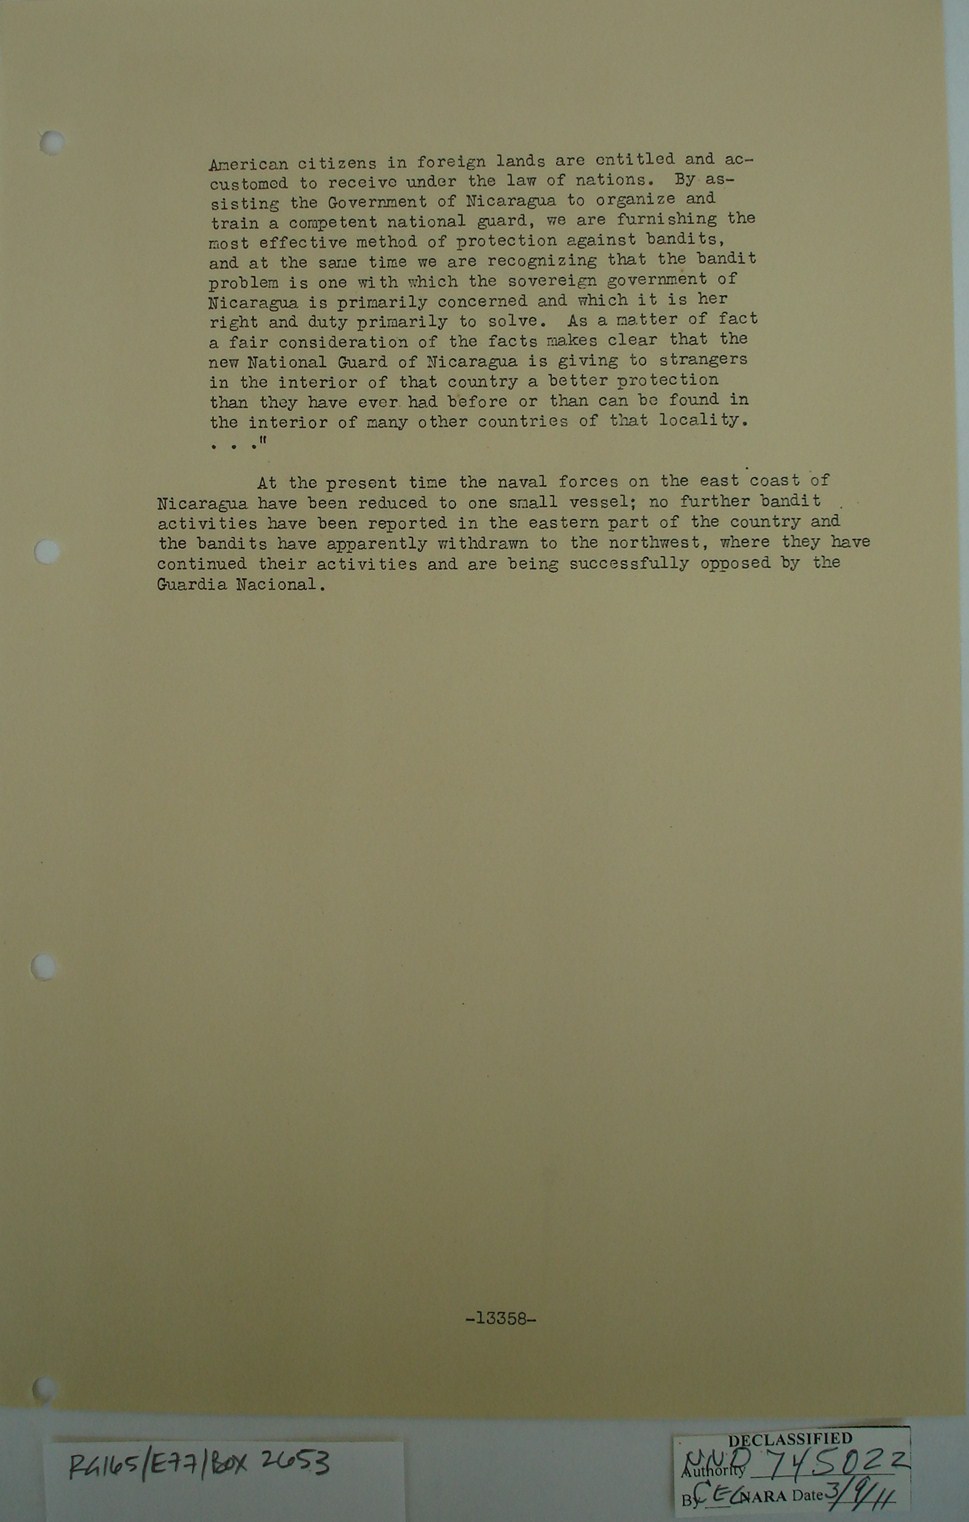 American citizens in foreign lands are entitled and ac-
customed to receive under the law of nations. By as-
sisting the Government of Nicaragua to organize and
train a competent national guard, we are furnishing the
most effective method of protection against bandits,
and at the same time we are recognizing that the bandit
problem is one with which the sovereign government of
Nicaragua is primarily concerned and which it is her
right and duty primarily to solve. As a matter of fact
a fair consideration of the facts makes clear that the
new National Guard of Nicaragua is giving to strangers
in the interior of that country a better protection
than they have ever had before or than can be found in
the interior of many other countries of that locality.
. . ."
At the present time the naval forces on the east coast of
Nicaragua have been reduced to one small vessel; no further bandit
activities have been reported in the eastern part of the country and
the bandits have apparently withdrawn to the northwest, where they have
continued their activities and are being successfully opposed by the
Guardia Nacional.
-13358-
RG165/E77/BOX 2653
DECLASSIFIED
Authority NND 745022
By CEG NARA Date 3/9/11